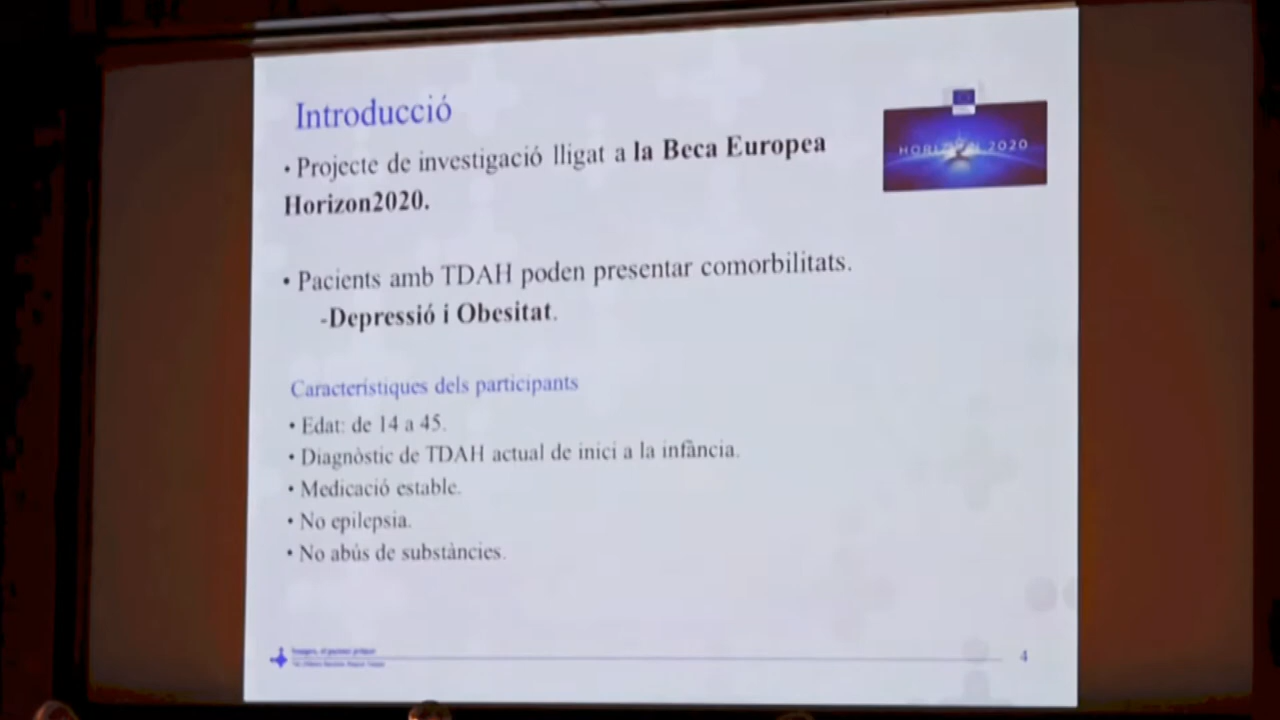 Introducció
• Projecte de investigació lligat a la Beca Europea
Horizon2020.
HORIZON 2020
• Pacients amb TDAH poden presentar comorbilitats.
-Depressió i Obesitat.
Característiques dels participants
• Edat: de 14 a 45.
• Diagnòstic de TDAH actual de inici a la infància.
• Medicació estable.
• No epilepsia.
• No abús de substàncies.
4